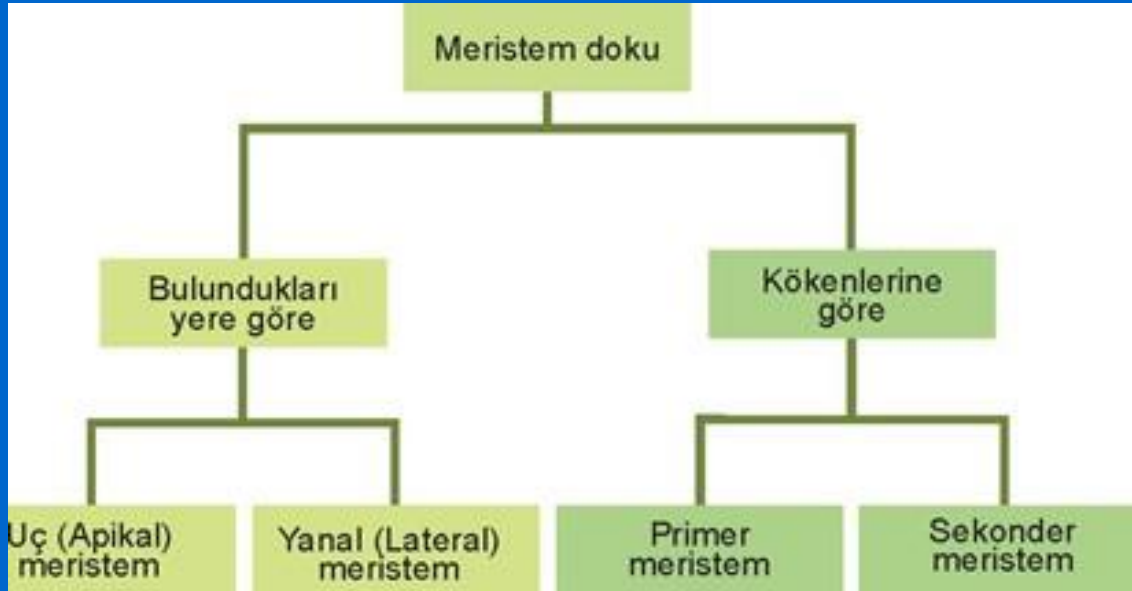 Meristem doku
Bulundukları
yere göre
Kökenlerine
göre
Uç (Apikal)
meristem
Yanal (Lateral)
meristem
Primer
meristem
Sekonder
meristem